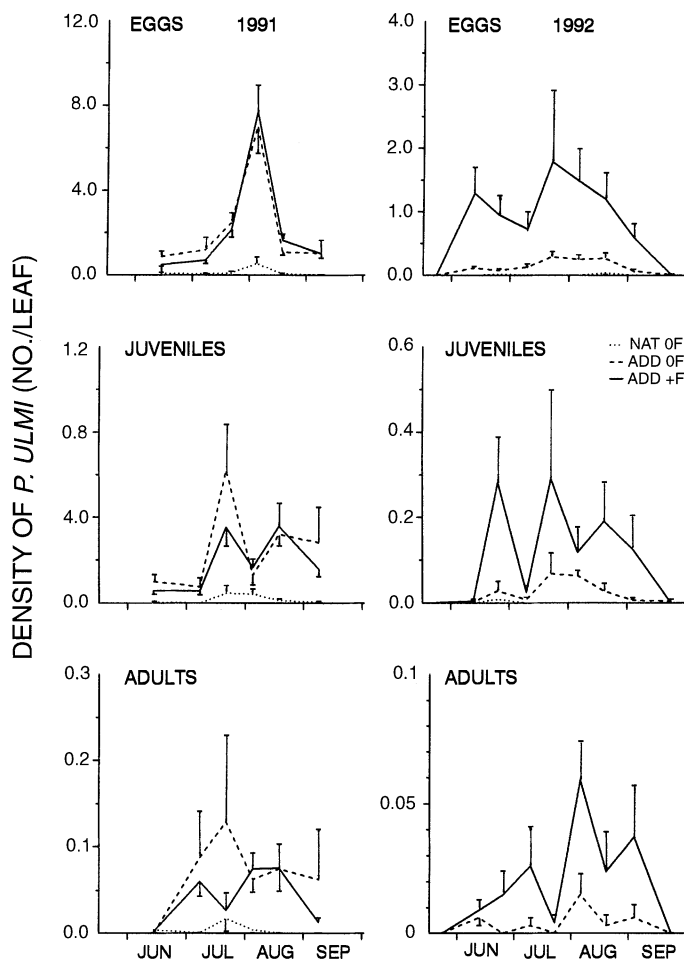 DENSITY OF P. ULMI (NO./LEAF)
EGGS 1991
12.0
8.0
4.0
0.0
EGGS 1992
4.0
3.0
2.0
1.0
0.0
JUVENILES
1.2
0.8
4.0
0.0
JUVENILES
0.6
0.4
0.2
0.0
NAT 0F
ADD 0F
ADD +F
ADULTS
0.3
0.2
0.1
0.0
JUN JUL AUG SEP
ADULTS
0.1
0.05
0
JUN JUL AUG SEP